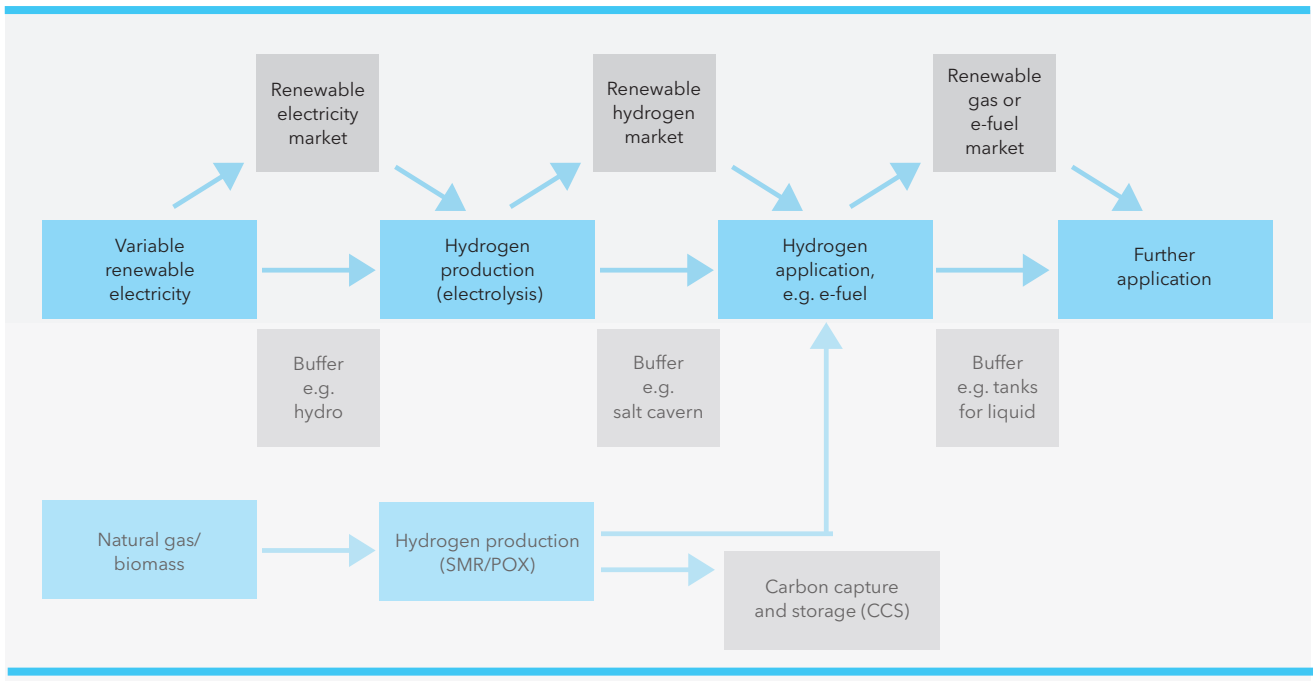 Renewable
electricity
market
Renewable
hydrogen
market
Renewable
gas or
e-fuel
market
Variable
renewable
electricity
Hydrogen
production
(electrolysis)
Hydrogen
application,
e.g. e-fuel
Further
application
Buffer
e.g.
hydro
Buffer
e.g.
salt cavern
Buffer
e.g. tanks
for liquid
Natural gas/
biomass
Hydrogen production
(SMR/POX)
Carbon capture
and storage (CCS)